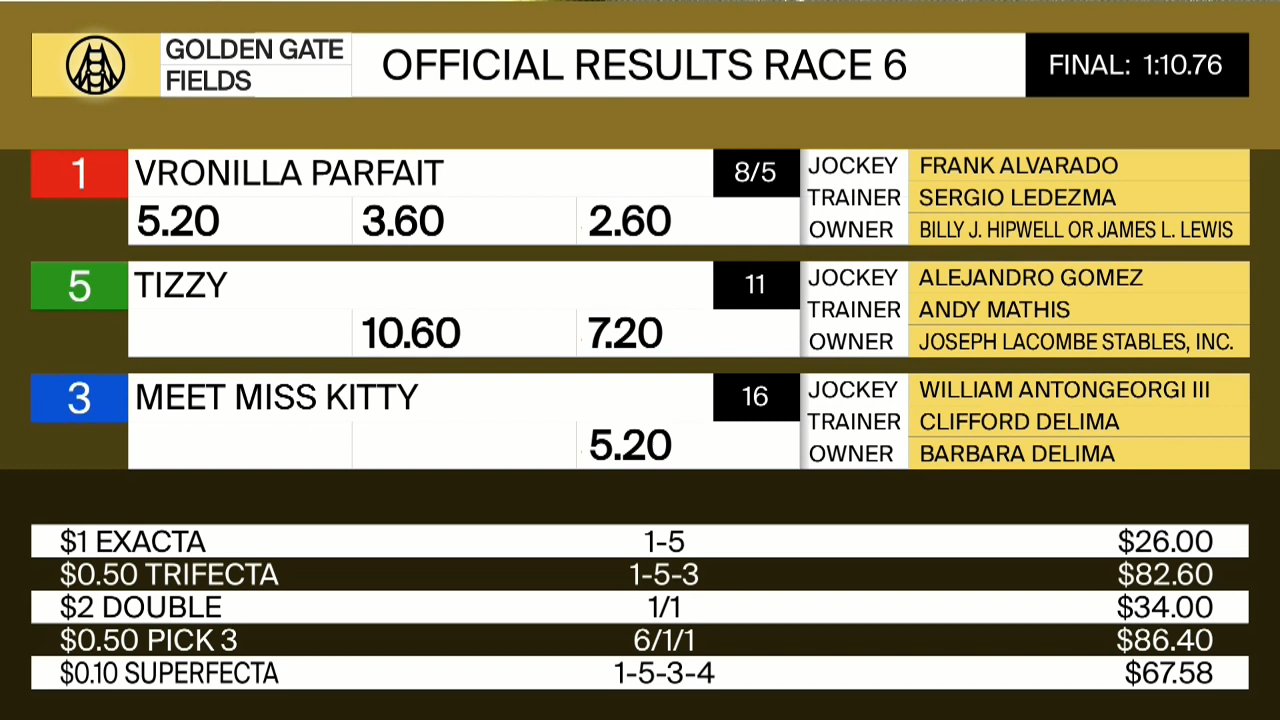 GOLDEN GATE
FIELDS
OFFICIAL RESULTS RACE 6
FINAL: 1:10.76
1 VRONILLA PARFAIT 8/5
5.20 3.60 2.60
JOCKEY FRANK ALVARADO
TRAINER SERGIO LEDEZMA
OWNER BILLY J. HIPWELL OR JAMES L. LEWIS
5 TIZZY 11
10.60 7.20
JOCKEY ALEJANDRO GOMEZ
TRAINER ANDY MATHIS
OWNER JOSEPH LACOMBE STABLES, INC.
3 MEET MISS KITTY 16
5.20
JOCKEY WILLIAM ANTONGEORGI III
TRAINER CLIFFORD DELIMA
OWNER BARBARA DELIMA
$1 EXACTA 1-5 $26.00
$0.50 TRIFECTA 1-5-3 $82.60
$2 DOUBLE 1/1 $34.00
$0.50 PICK 3 6/1/1 $86.40
$0.10 SUPERFECTA 1-5-3-4 $67.58